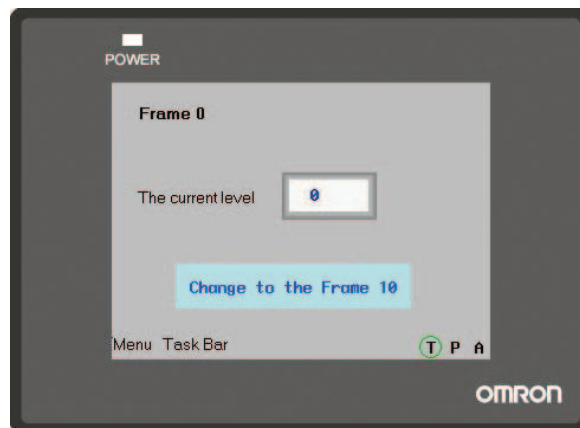 POWER
Frame 0
The current level 0
Change to the Frame 10
Menu Task Bar T P A
OMRON